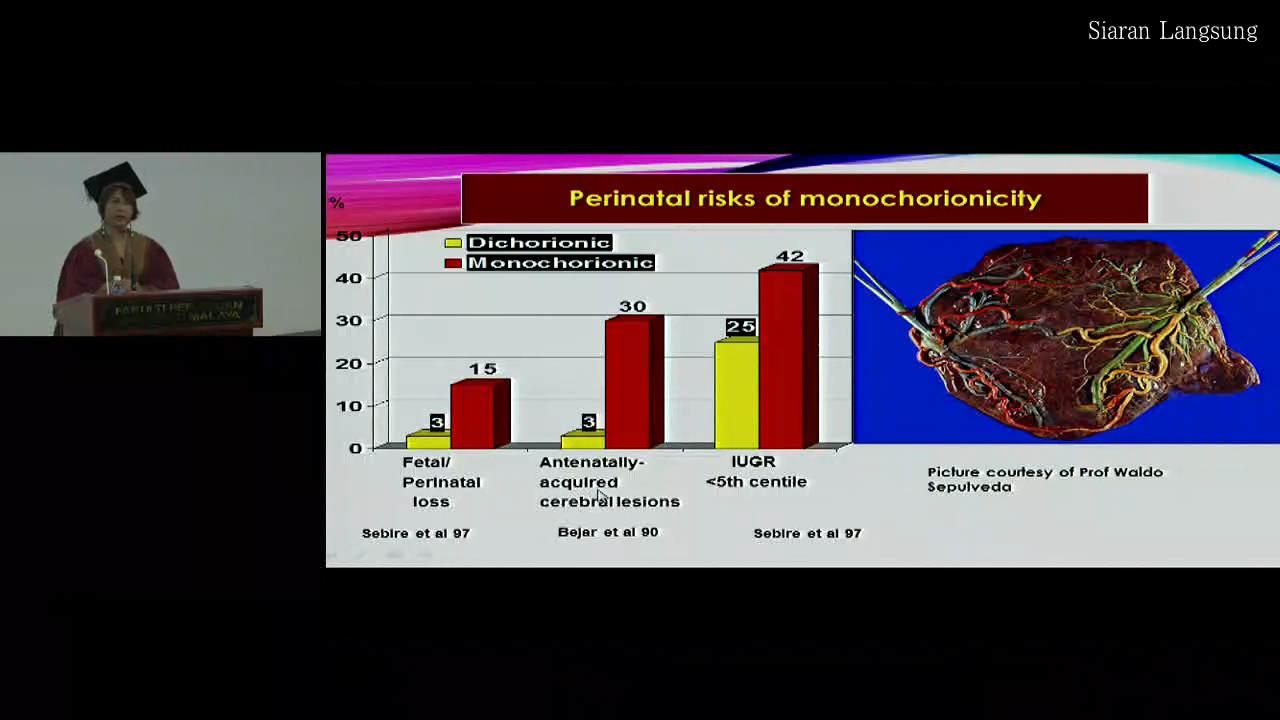 Siaran Langsung
Perinatal risks of monochorionicity
%
50
40
30
20
10
0
Dichorionic
Monochorionic
3
15
3
30
25
42
Fetal/
Perinatal
loss
Antenatally-
acquired
cerebral lesions
IUGR
<5th centile
Sebire et al 97
Bejar et al 90
Sebire et al 97
Picture courtesy of Prof Waldo
Sepulveda
FAKULTI
MALAYA